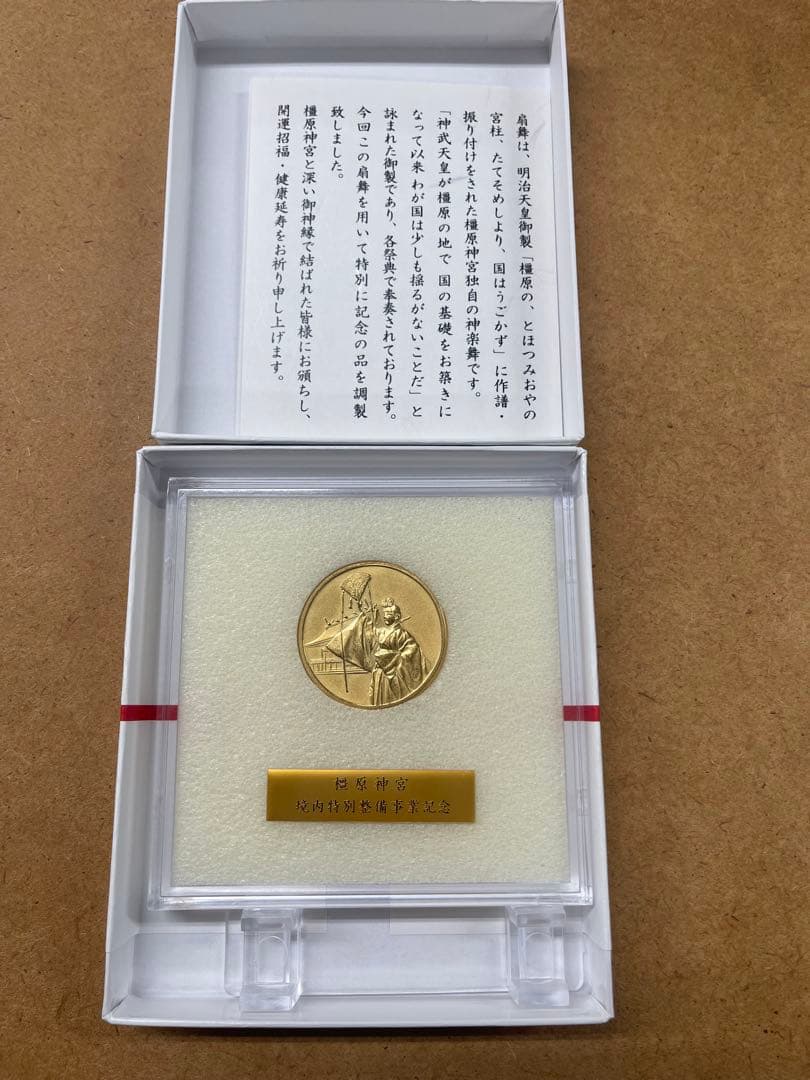 扇舞は、明治天皇御製「橿原の、とほつみおやの
宮柱、たてそめしより、国はうごかず」に作譜・
振り付けをされた橿原神宮独自の神楽舞です。
「神武天皇が橿原の地で 国の基礎をお築きに
なって以来 わが国は少しも揺るがないことだ」と
詠まれた御製であり、各祭典で奉奏されております。
今回この扇舞を用いて特別に記念の品を調製
致しました。
橿原神宮と深い御神縁で結ばれた皆様にお頒ちし、
開運招福・健康延寿をお祈り申し上げます。
橿原神宮
境内特別整備事業記念